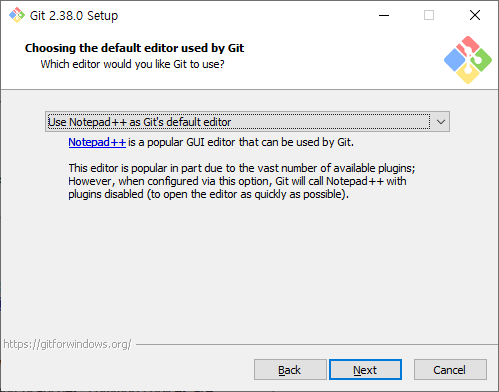 Git 2.38.0 Setup
Choosing the default editor used by Git
Which editor would you like Git to use?
Use Notepad++ as Git's default editor
Notepad++ is a popular GUI editor that can be used by Git.
This editor is popular in part due to the vast number of available plugins;
However, when configured via this option, Git will call Notepad++ with
plugins disabled (to open the editor as quickly as possible).
https://gitforwindows.org/
Back Next Cancel